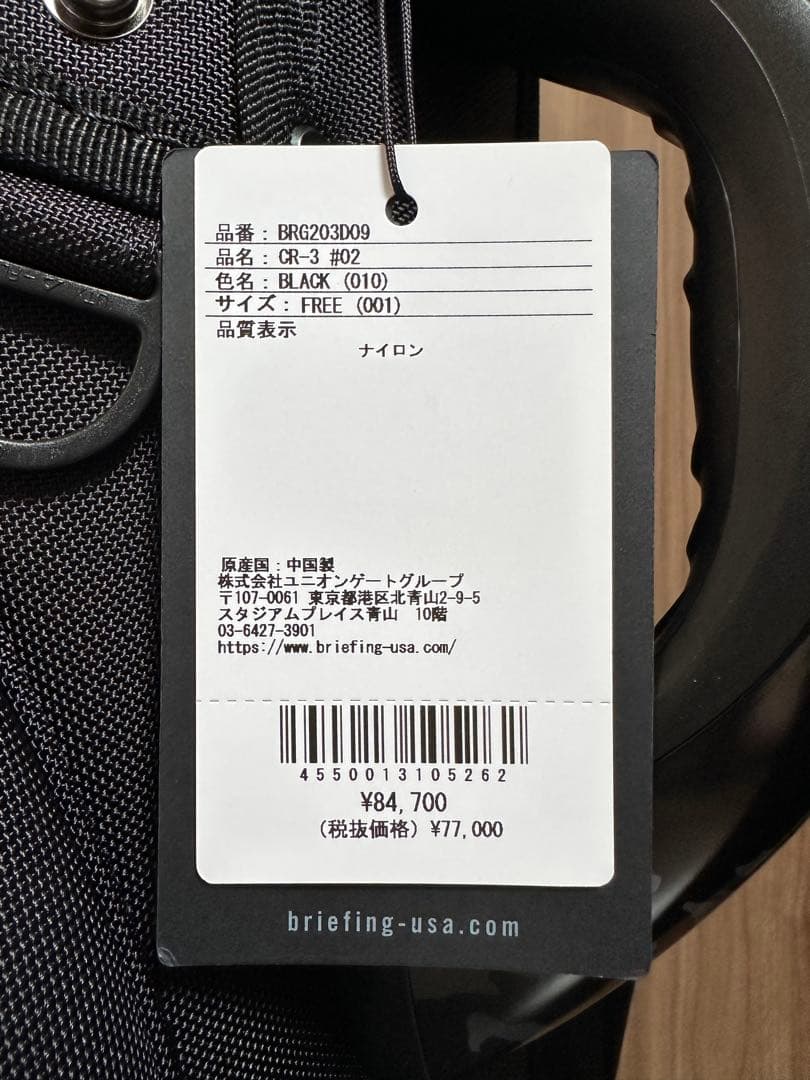 品番：BRG203D09
品名：CR-3 #02
色名：BLACK (010)
サイズ：FREE (001)
品質表示
ナイロン
原産国：中国製
株式会社ユニオンゲートグループ
〒107-0061 東京都港区北青山2-9-5
スタジアムプレイス青山　10階
03-6427-3901
https://www.briefing-usa.com/
4550013105262
¥84,700
(税抜価格) ¥77,000
briefing-usa.com